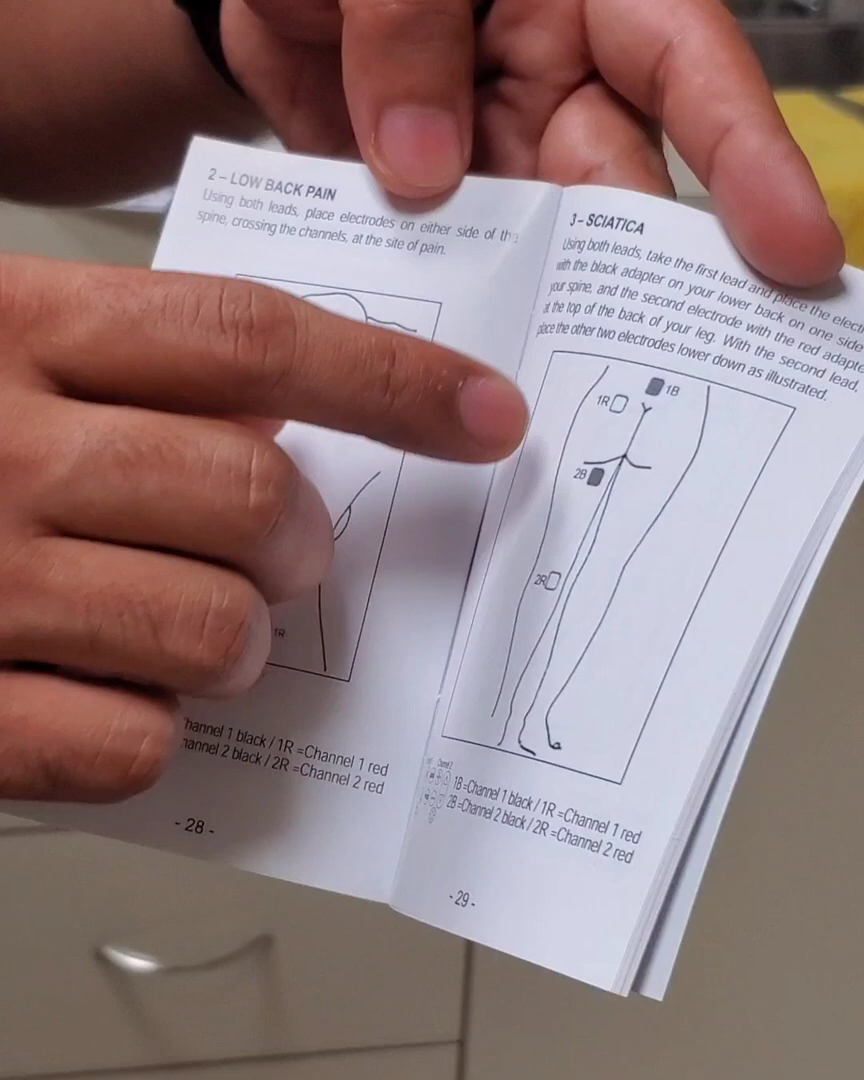 2 – LOW BACK PAIN
Using both leads, place electrodes on either side of the
spine, crossing the channels, at the site of pain.
1R
hannel 1 black / 1R =Channel 1 red
hannel 2 black / 2R =Channel 2 red
- 28 -
3 – SCIATICA
Using both leads, take the first lead and place the elect
with the black adapter on your lower back on one side
your spine, and the second electrode with the red adapte
at the top of the back of your leg. With the second lead,
place the other two electrodes lower down as illustrated.
1B
1R
2B
2R
1B =Channel 1 black / 1R =Channel 1 red
2B =Channel 2 black / 2R =Channel 2 red
- 29 -